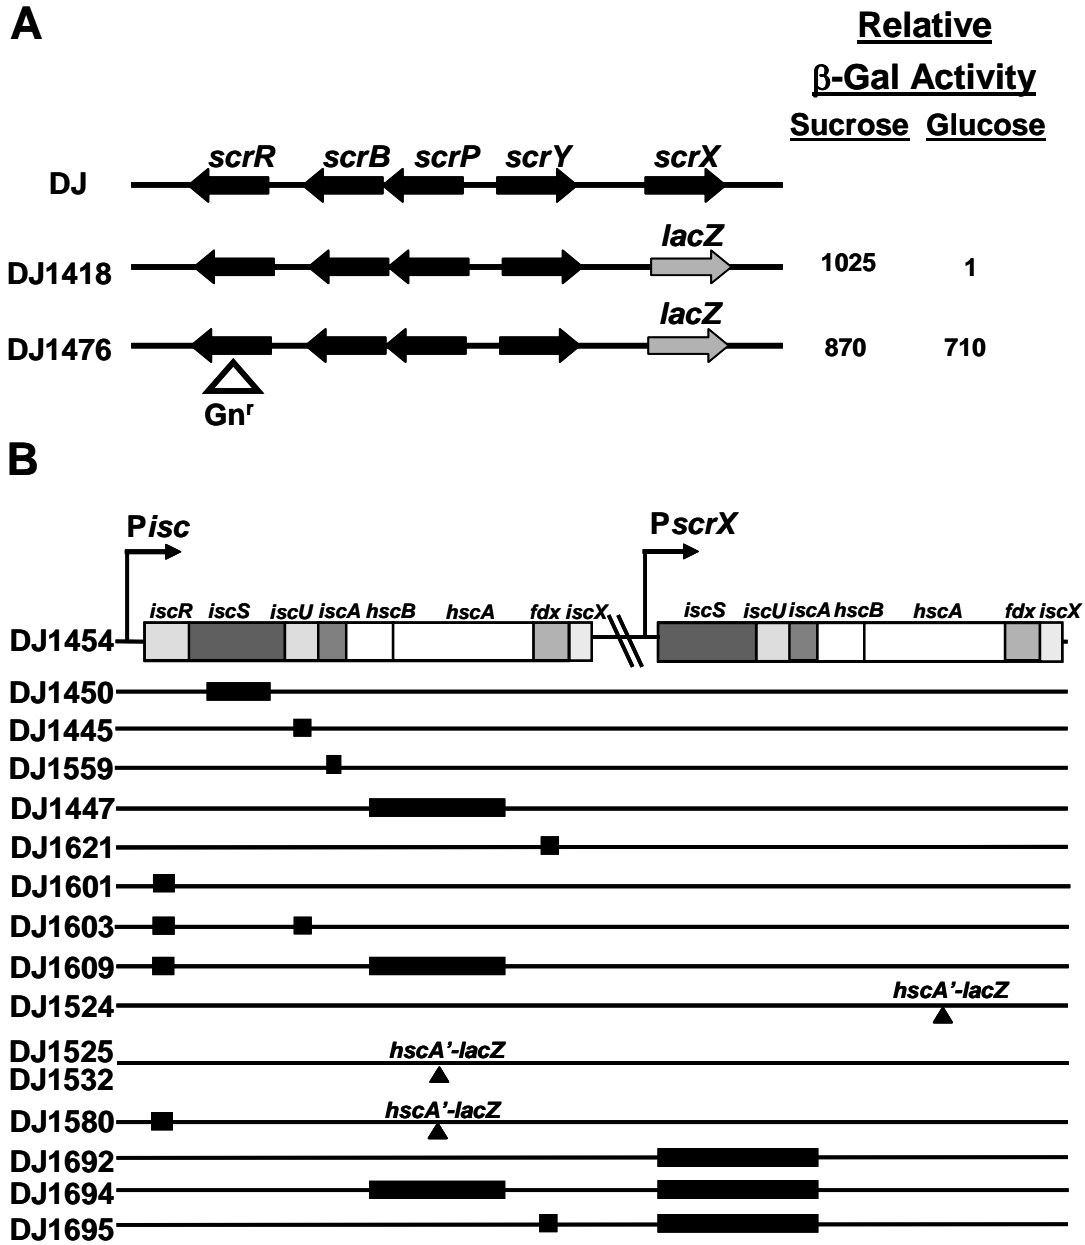 A
Relative
β-Gal Activity
Sucrose Glucose
scrR scrB scrP scrY scrX
DJ
lacZ
DJ1418 1025 1
lacZ
DJ1476 870 710
Gnʳ
B
Pisc PscrX
iscR iscS iscU iscA hscB hscA fdx iscX iscS iscU iscA hscB hscA fdx iscX
DJ1454
DJ1450
DJ1445
DJ1559
DJ1447
DJ1621
DJ1601
DJ1603
DJ1609
hscA’-lacZ
DJ1524
DJ1525 hscA’-lacZ
DJ1532
hscA’-lacZ
DJ1580
DJ1692
DJ1694
DJ1695